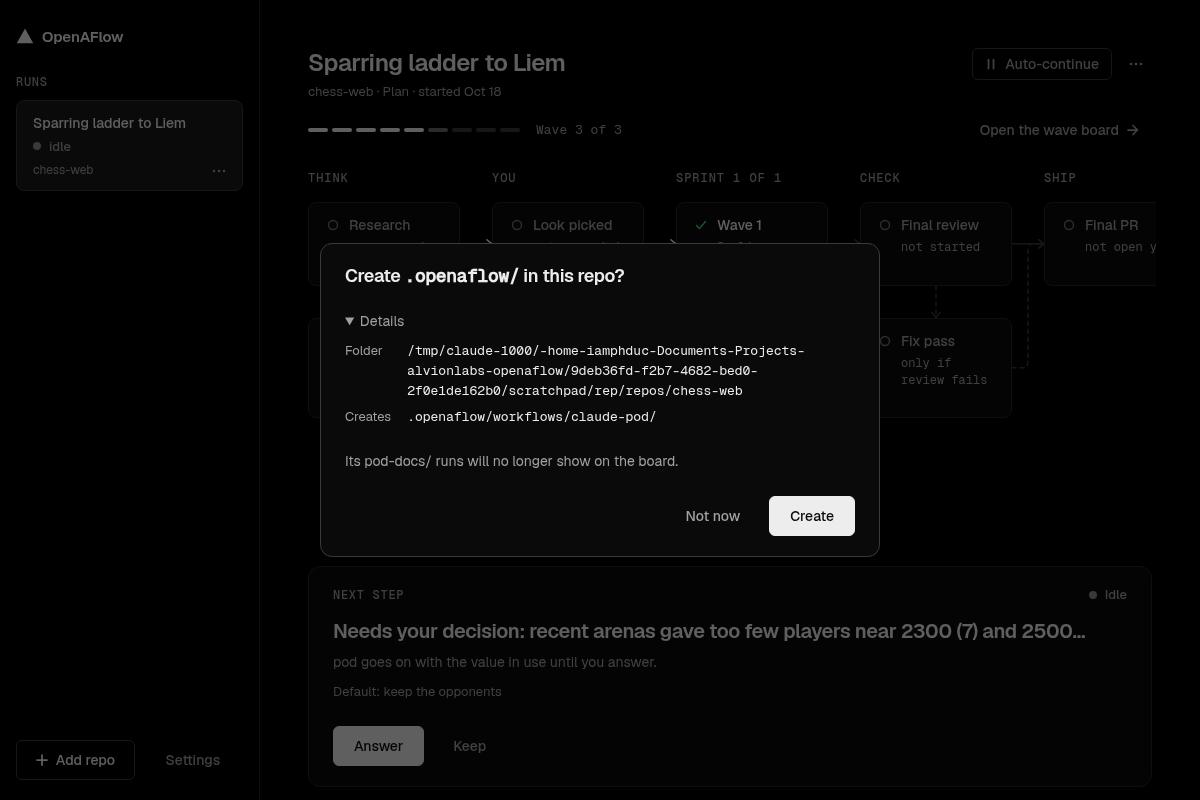 OpenAFlow
RUNS
Sparring ladder to Liem
idle
chess-web
Sparring ladder to Liem
chess-web · Plan · started Oct 18
Auto-continue
Wave 3 of 3
Open the wave board
THINK
YOU
SPRINT 1 OF 1
CHECK
SHIP
Research
Look picked
Wave 1
Final review
not started
Final PR
not open y
Fix pass
only if
review fails
Create .openaflow/ in this repo?
Details
Folder
/tmp/claude-1000/-home-iamphduc-Documents-Projects-
alvionlabs-openaflow/9deb36fd-f2b7-4682-bed0-
2f0e1de162b0/scratchpad/rep/repos/chess-web
Creates
.openaflow/workflows/claude-pod/
Its pod-docs/ runs will no longer show on the board.
Not now
Create
NEXT STEP
Idle
Needs your decision: recent arenas gave too few players near 2300 (7) and 2500...
pod goes on with the value in use until you answer.
Default: keep the opponents
Answer
Keep
Add repo
Settings